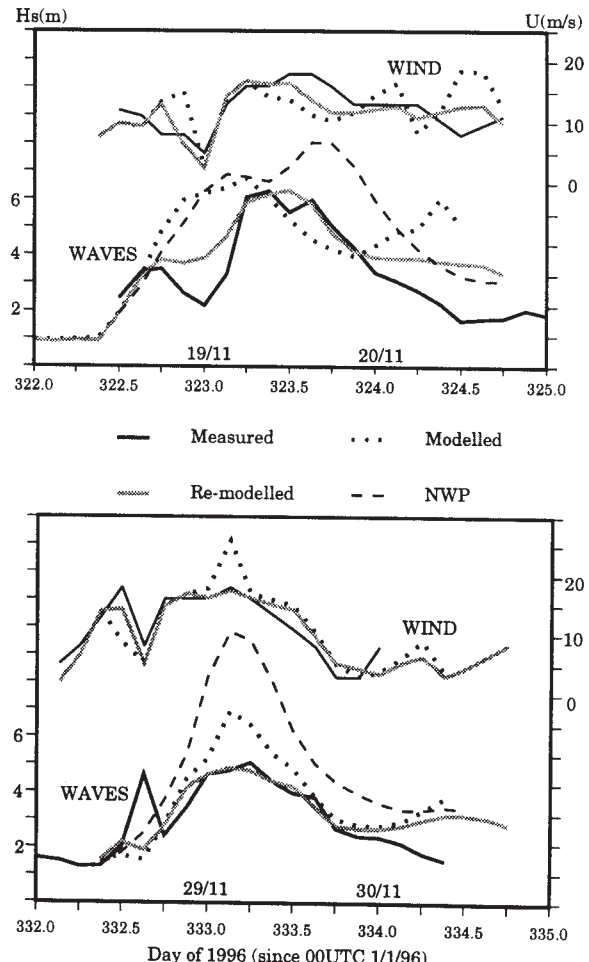 Hs(m) U(m/s)
WIND
20
10
0
6
4
2
WAVES
19/11 20/11
322.0 322.5 323.0 323.5 324.0 324.5 325.0
Measured Modelled
Re-modelled NWP
20
10
0
WIND
6
4
2
WAVES
29/11 30/11
332.0 332.5 333.0 333.5 334.0 334.5 335.0
Day of 1996 (since 00UTC 1/1/96)